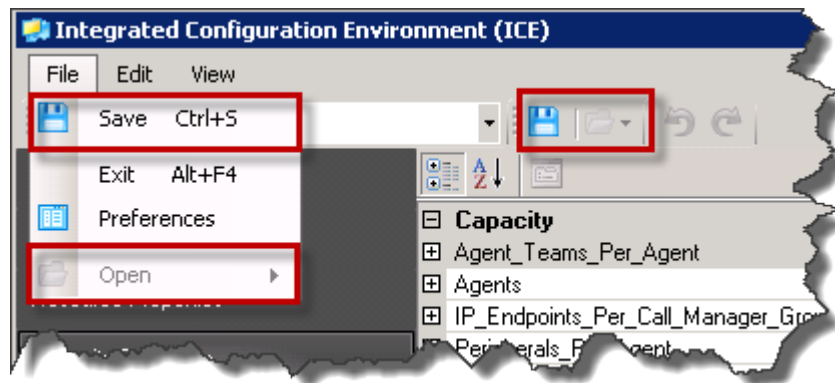 Integrated Configuration Environment (ICE)
File Edit View
Save Ctrl+S
Exit Alt+F4
Preferences
Open
Capacity
Agent_Teams_Per_Agent
Agents
IP_Endpoints_Per_Call_Manager_Gro